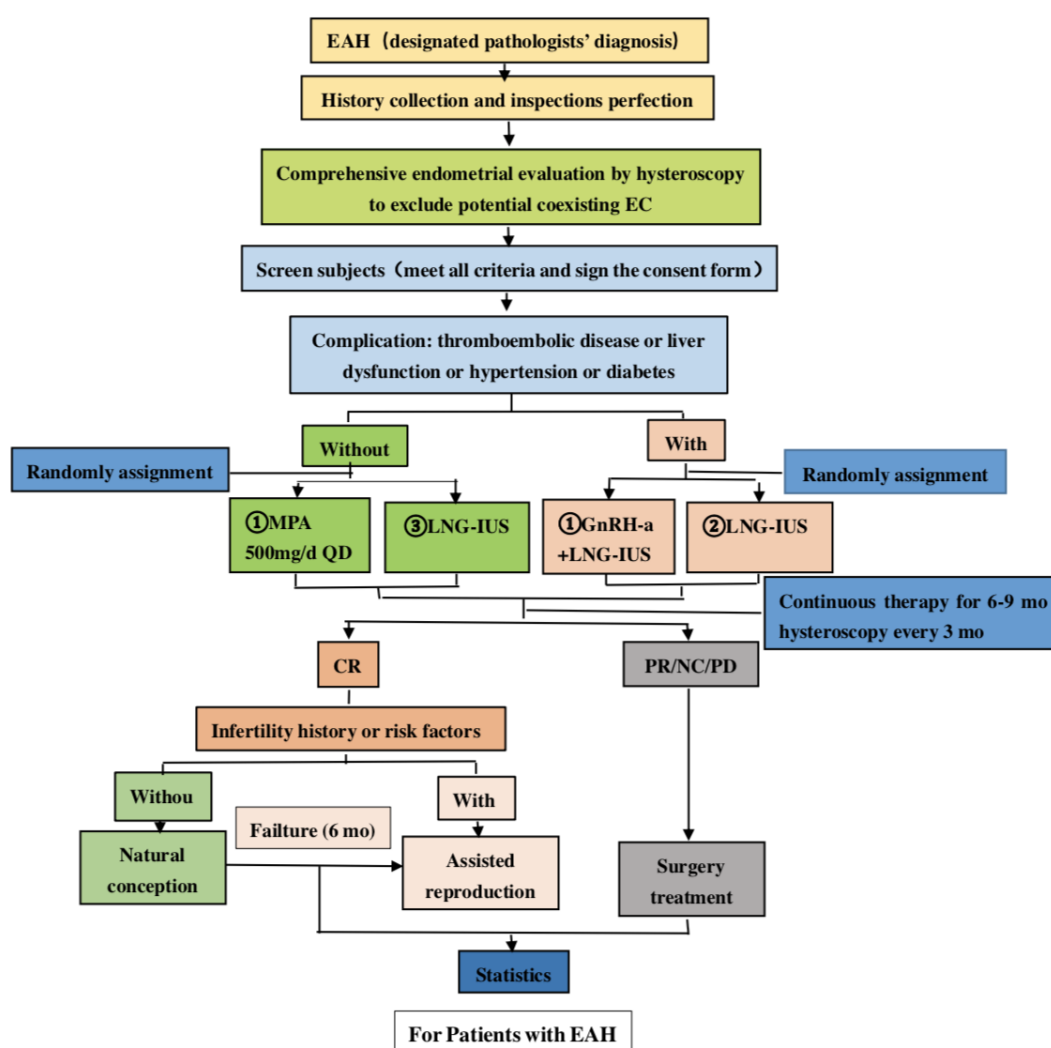 EAH（designated pathologists’ diagnosis）
History collection and inspections perfection
Comprehensive endometrial evaluation by hysteroscopy
to exclude potential coexisting EC
Screen subjects（meet all criteria and sign the consent form）
Complication: thromboembolic disease or liver
dysfunction or hypertension or diabetes
Without
With
Randomly assignment
Randomly assignment
①MPA
500mg/d QD
③LNG-IUS
①GnRH-a
+LNG-IUS
②LNG-IUS
Continuous therapy for 6-9 mo
hysteroscopy every 3 mo
CR
PR/NC/PD
Infertility history or risk factors
Withou
With
Failture (6 mo)
Natural
conception
Assisted
reproduction
Surgery
treatment
Statistics
For Patients with EAH